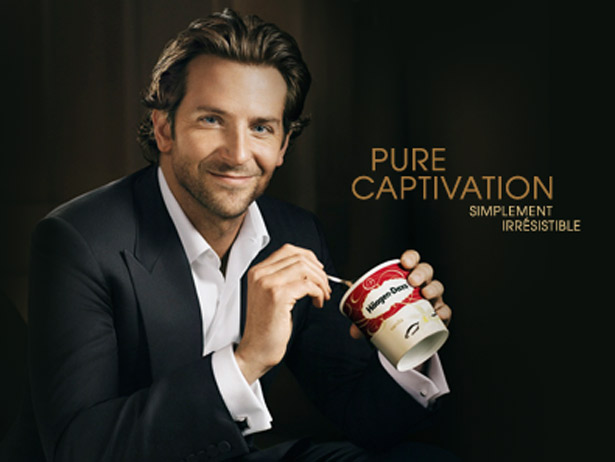 PURE
CAPTIVATION
SIMPLEMENT
IRRÉSISTIBLE
Häagen-Dazs